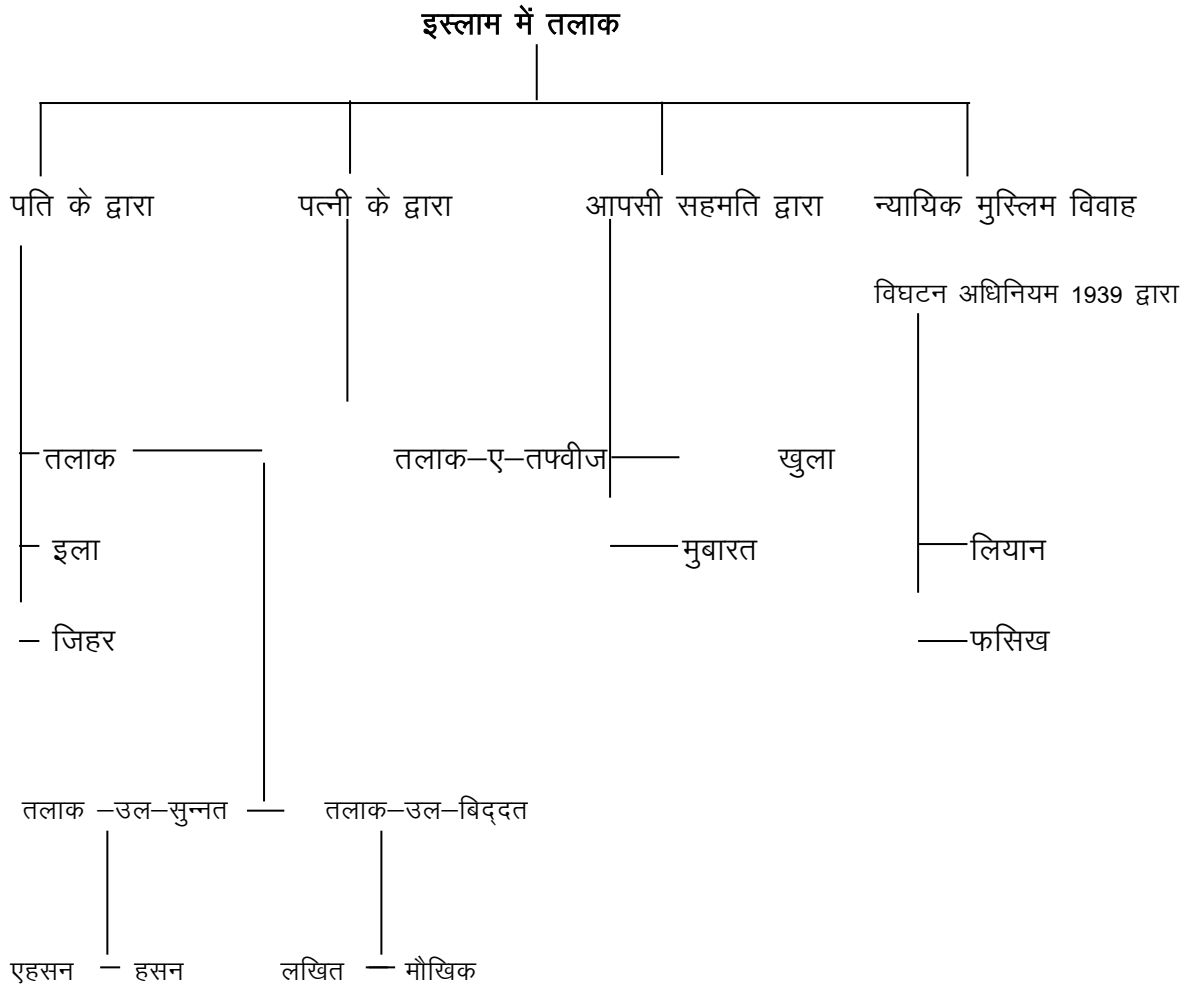 इस्लाम में तलाक
पति के द्वारा
पत्नी के द्वारा
आपसी सहमति द्वारा
न्यायिक मुस्लिम विवाह
विघटन अधिनियम 1939 द्वारा
तलाक
तलाक–ए–तफ्वीज
खुला
इला
मुबारत
लियान
जिहर
फसिख
तलाक –उल–सुन्नत
तलाक–उल–बिद्दत
एहसन – हसन
लखित – मौखिक